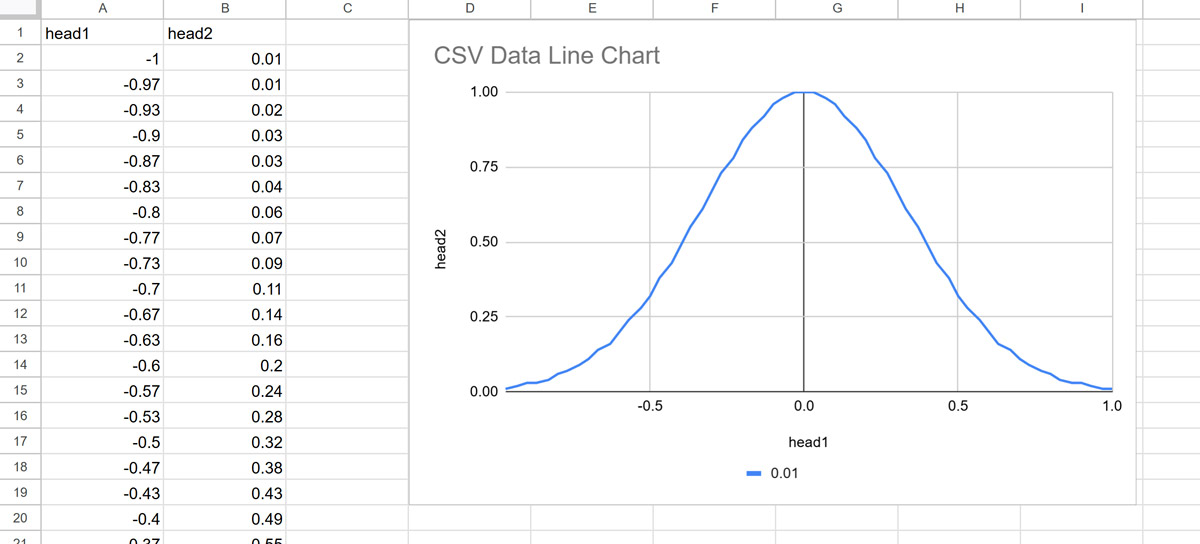 A B C D E F G H I
1 head1 head2
2 -1 0.01
3 -0.97 0.01
4 -0.93 0.02
5 -0.9 0.03
6 -0.87 0.03
7 -0.83 0.04
8 -0.8 0.06
9 -0.77 0.07
10 -0.73 0.09
11 -0.7 0.11
12 -0.67 0.14
13 -0.63 0.16
14 -0.6 0.2
15 -0.57 0.24
16 -0.53 0.28
17 -0.5 0.32
18 -0.47 0.38
19 -0.43 0.43
20 -0.4 0.49
21 -0.37 0.55
CSV Data Line Chart
1.00
0.75
0.50
0.25
0.00
head2
-0.5 0.0 0.5 1.0
head1
0.01